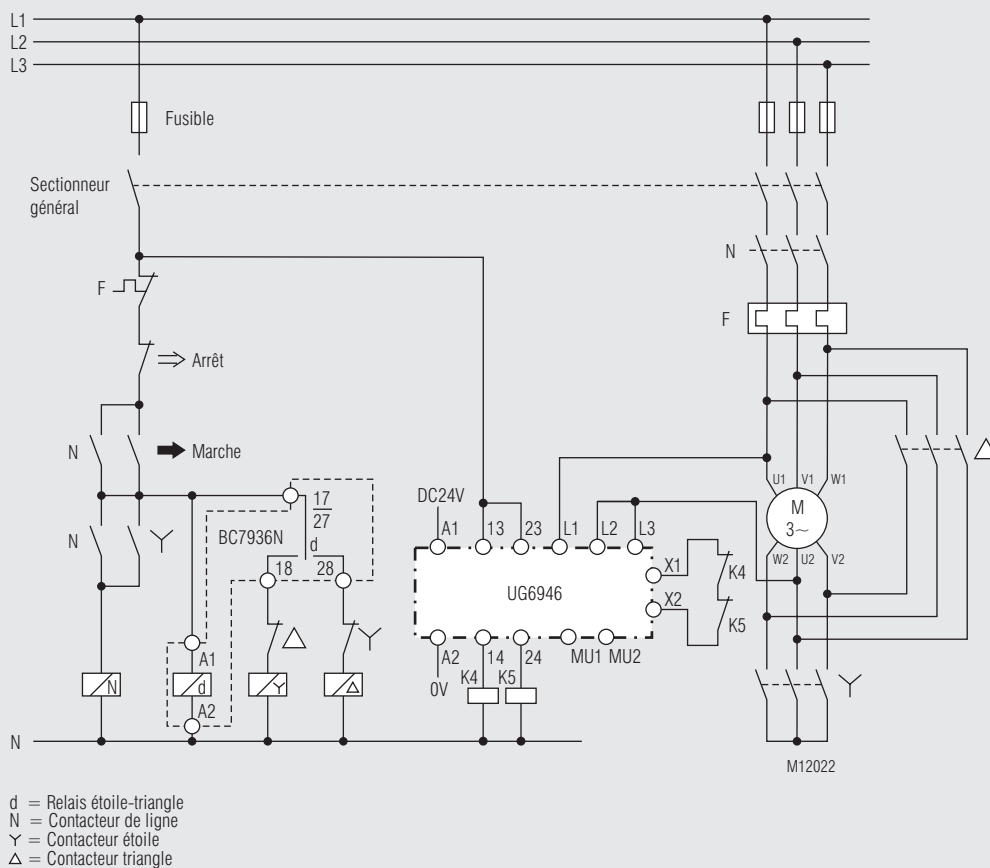 L1
L2
L3
Fusible
Sectionneur
général
N
F
F
Arrêt
U1 V1 W1
N
Marche
M
3~
DC24V
17
27
A1 13 23 L1 L2 L3
N
BC7936N
d
W2 U2 V2
18 28
X1
K4
UG6946
X2
K5
A1
A2 14 24 MU1 MU2
0V K4 K5
N
d
A2
N
M12022
d = Relais étoile-triangle
N = Contacteur de ligne
Y = Contacteur étoile
△ = Contacteur triangle